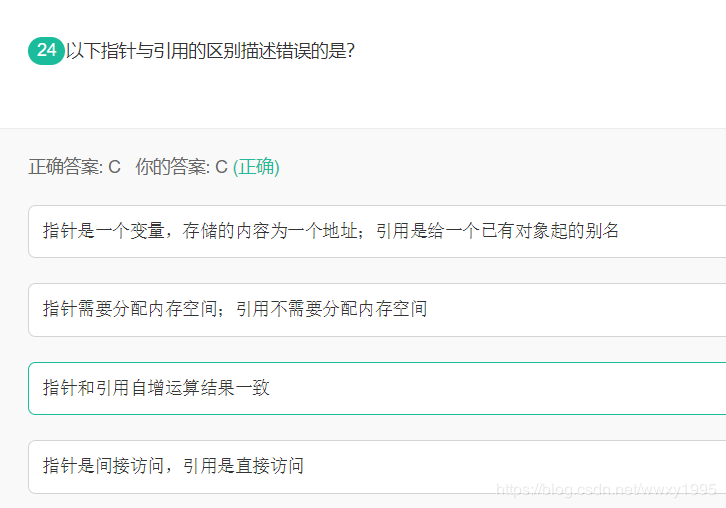 24 以下指针与引用的区别描述错误的是?
正确答案: C 你的答案: C (正确)
指针是一个变量，存储的内容为一个地址；引用是给一个已有对象起的别名
指针需要分配内存空间；引用不需要分配内存空间
指针和引用自增运算结果一致
指针是间接访问，引用是直接访问
https://blog.csdn.net/wwxy1995